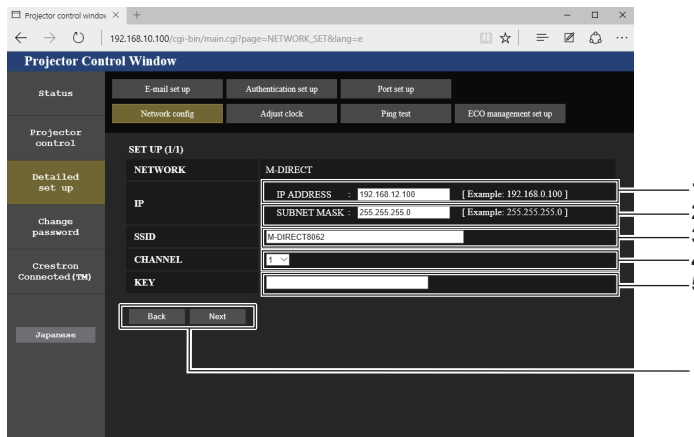 Projector control window
192.168.10.100/cgi-bin/main.cgi?page=NETWORK_SET&lang=e
Projector Control Window
Status
Projector
control
Detailed
set up
Change
password
Crestron
Connected(TM)
Japanese
E-mail set up
Authentication set up
Port set up
Network config
Adjust clock
Ping test
ECO management set up
SET UP (1/1)
NETWORK M-DIRECT
IP
IP ADDRESS : 192.168.12.100 [ Example: 192.168.0.100 ]
SUBNET MASK : 255.255.255.0 [ Example: 255.255.255.0 ]
SSID M-DIRECT8062
CHANNEL 1
KEY
Back Next